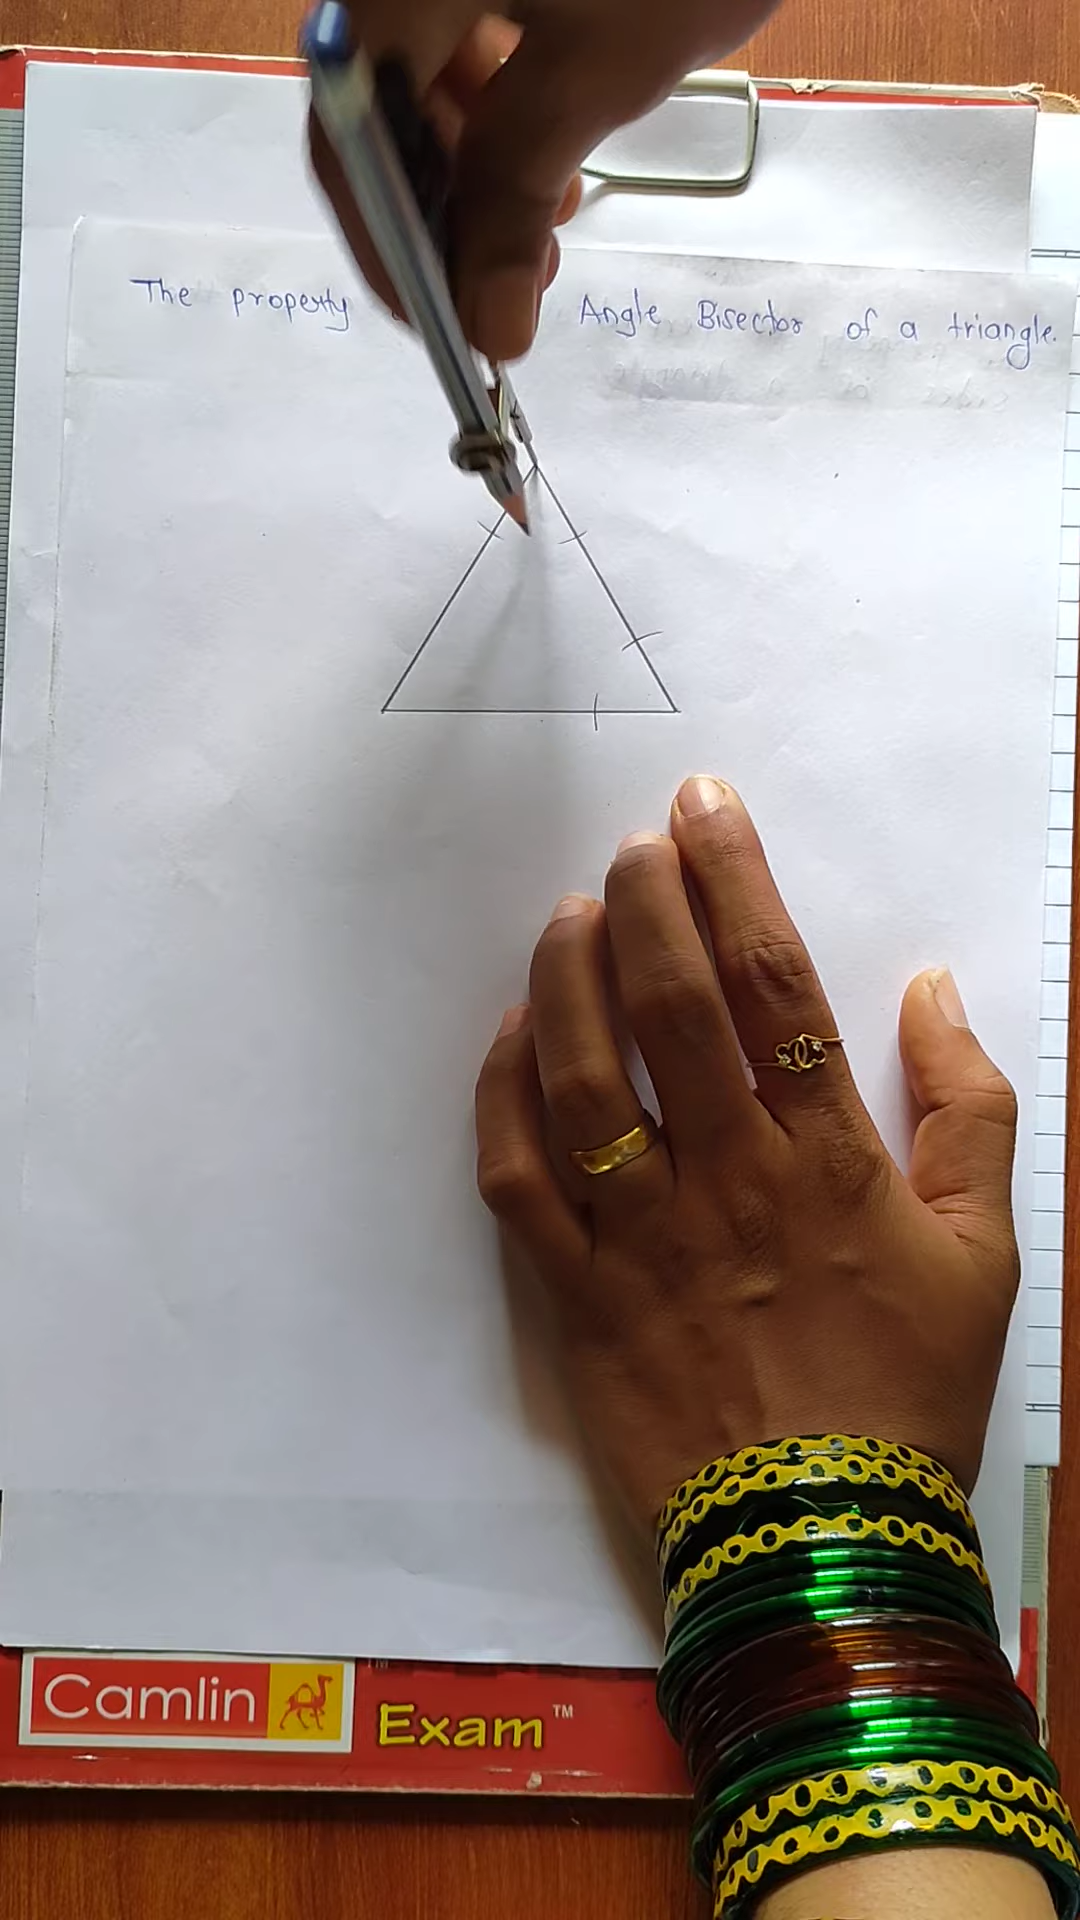 The property Angle Bisector of a triangle.
Camlin
Exam™